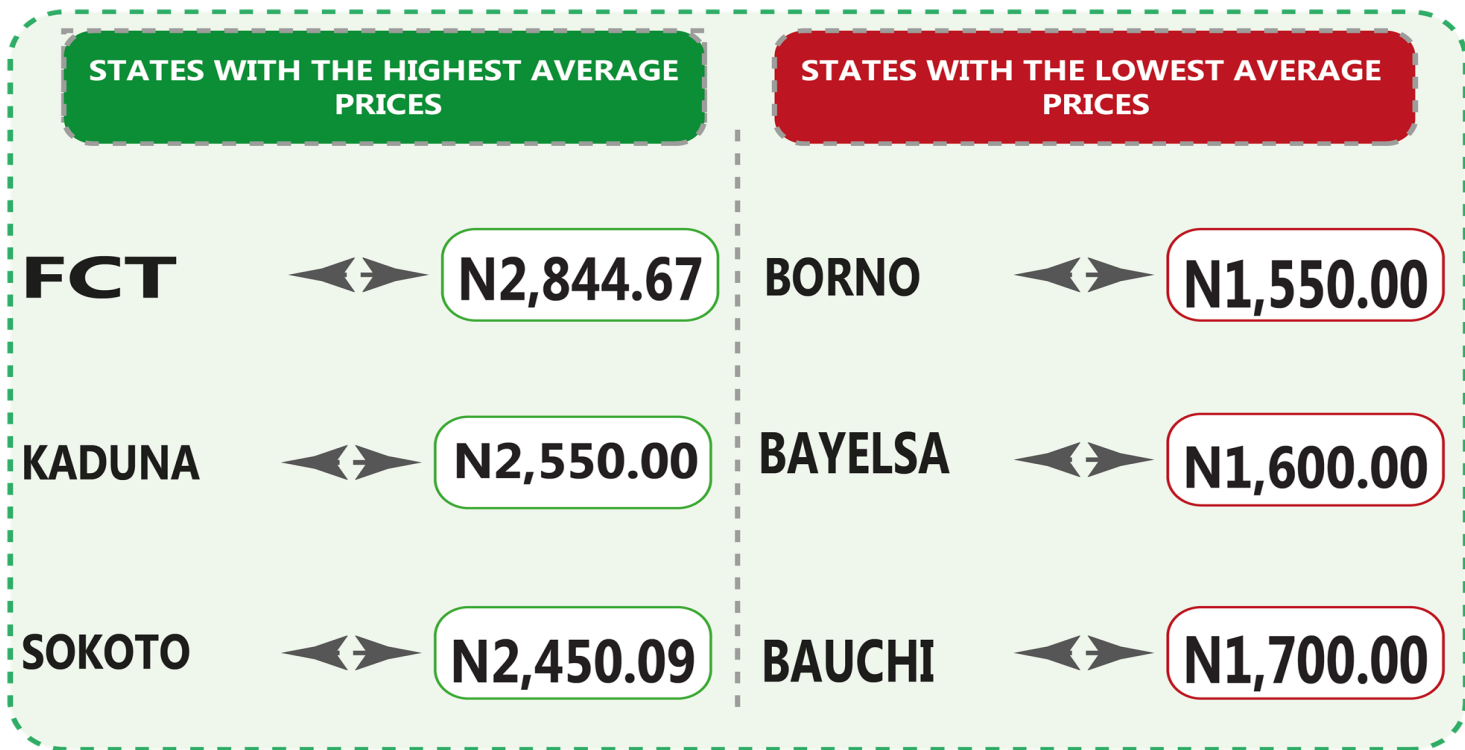 STATES WITH THE HIGHEST AVERAGE
PRICES
FCT
N2,844.67
KADUNA
N2,550.00
SOKOTO
N2,450.09
STATES WITH THE LOWEST AVERAGE
PRICES
BORNO
N1,550.00
BAYELSA
N1,600.00
BAUCHI
N1,700.00